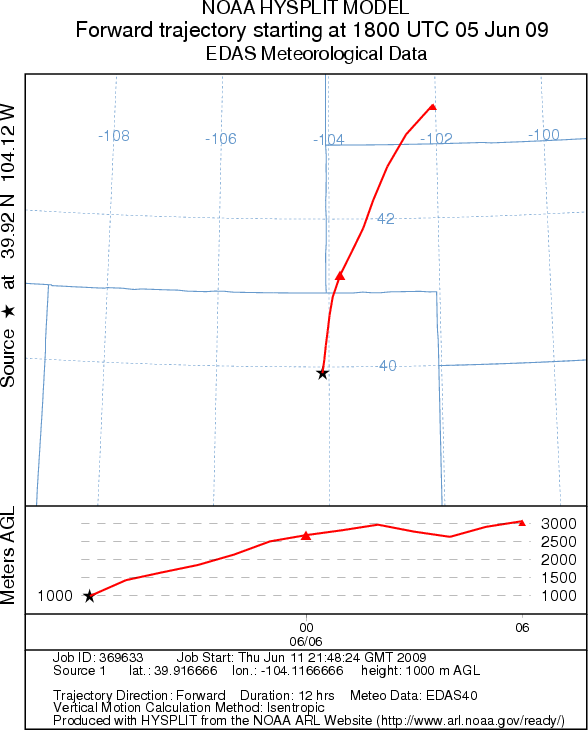 NOAA HYSPLIT MODEL
Forward trajectory starting at 1800 UTC 05 Jun 09
EDAS Meteorological Data
Source ★ at 39.92 N 104.12 W
-108
-106
-104
-102
-100
42
40
Meters AGL
1000
3000
2500
2000
1500
1000
00
06/06
06
Job ID: 369633 Job Start: Thu Jun 11 21:48:24 GMT 2009
Source 1 lat.: 39.916666 lon.: -104.1166666 height: 1000 m AGL
Trajectory Direction: Forward Duration: 12 hrs Meteo Data: EDAS40
Vertical Motion Calculation Method: Isentropic
Produced with HYSPLIT from the NOAA ARL Website (http://www.arl.noaa.gov/ready/)